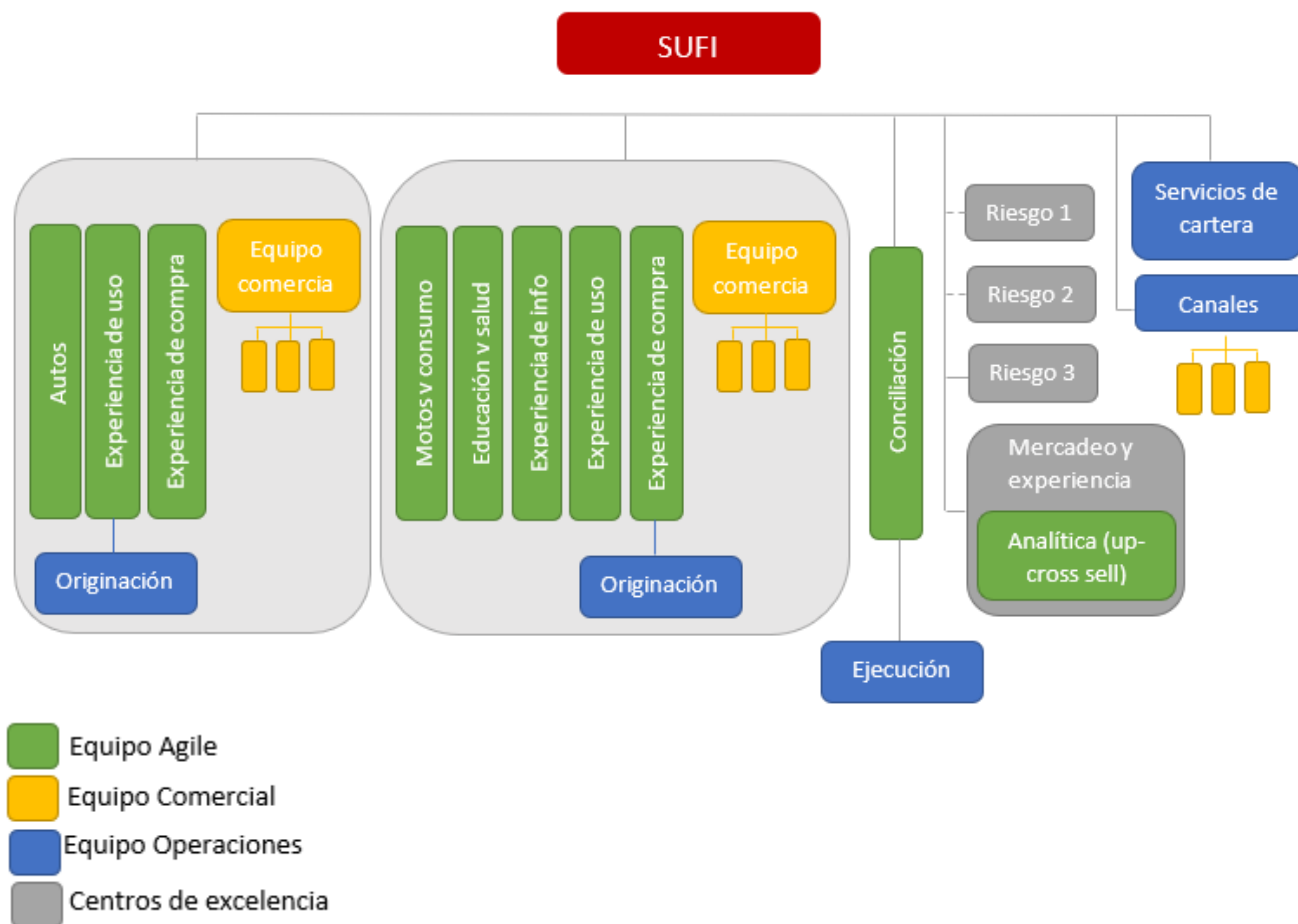 SUFI
Autos
Experiencia de uso
Experiencia de compra
Equipo
comercia
Originación
Motos v consumo
Educación v salud
Experiencia de info
Experiencia de uso
Experiencia de compra
Equipo
comercia
Originación
Conciliación
Ejecución
Riesgo 1
Riesgo 2
Riesgo 3
Mercadeo y
experiencia
Analítica (up-
cross sell)
Servicios de
cartera
Canales
Equipo Agile
Equipo Comercial
Equipo Operaciones
Centros de excelencia